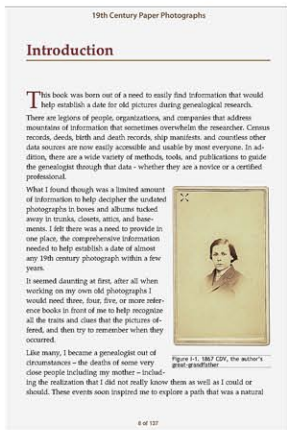 19th Century Paper Photographs
Introduction
This book was born out of a need to easily find information that would
help establish a date for old pictures during genealogical research.
There are legions of people, organizations, and companies that address
mountains of information that sometimes overwhelm the researcher. Census
records, deeds, birth and death records, ship manifests, and countless other
data sources are now easily accessible and usable by most everyone. In ad-
dition, there are a wide variety of methods, tools, and publications to guide
the genealogist through that data - whether they are a novice or a certified
professional.
What I found though was a limited amount
of information to help decipher the undated
photographs in boxes and albums tucked
away in trunks, closets, attics, and base-
ments. I felt there was a need to provide in
one place, the comprehensive information
needed to help establish a date of almost
any 19th century photograph within a few
years.
It seemed daunting at first, after all when
working on my own old photographs I
would need three, four, five, or more refer-
ence books in front of me to help recognize
all the traits and clues that the pictures of-
fered, and then try to remember when they
occurred.
Like many, I became a genealogist out of
circumstances – the deaths of some very
close people including my mother – includ-
ing the realization that I did not really know them as well as I could or
should. These events soon inspired me to explore a path that was a natural
Figure I-1. 1867 CDV, the author's
great-grandfather
8 of 137